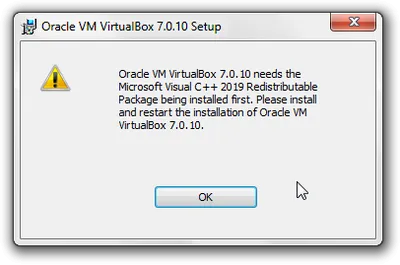 Oracle VM VirtualBox 7.0.10 Setup
Oracle VM VirtualBox 7.0.10 needs the
Microsoft Visual C++ 2019 Redistributable
Package being installed first. Please install
and restart the installation of Oracle VM
VirtualBox 7.0.10.
OK